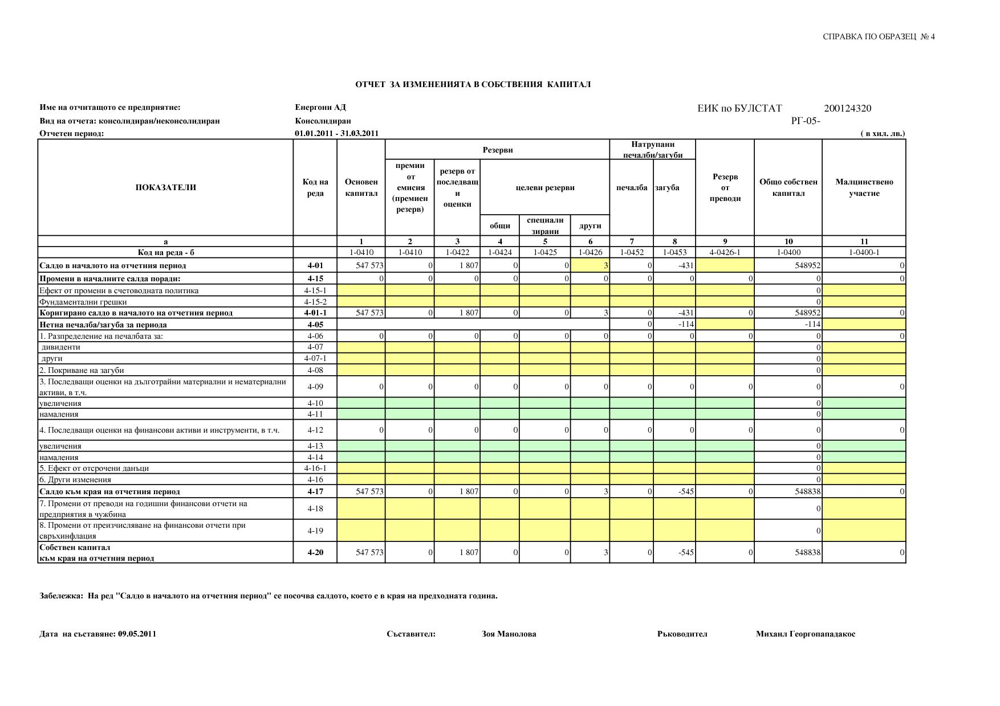 СПРАВКА ПО ОБРАЗЕЦ № 4
ОТЧЕТ ЗА ИЗМЕНЕНИЯТА В СОБСТВЕНИЯ КАПИТАЛ
Име на отчитащото се предприятие: Енергони АД ЕИК по БУЛСТАТ 200124320
Вид на отчета: консолидиран/неконсолидиран Консолидиран РГ-05-
Отчетен период: 01.01.2011 - 31.03.2011 ( в хил. лв.)
ПОКАЗАТЕЛИ
Код на
реда
Основен
капитал
Резерви
премии
от
емисия
(премиен
резерв)
резерв от
последващ
и
оценки
целеви резерви
общи
специали
зирани
други
Натрупани
печалби/загуби
печалба
загуба
Резерв
от
преводи
Общо собствен
капитал
Малцинствено
участие
а 1 2 3 4 5 6 7 8 9 10 11
Код на реда - б 1-0410 1-0410 1-0422 1-0424 1-0425 1-0426 1-0452 1-0453 4-0426-1 1-0400 1-0400-1
Салдо в началото на отчетния период 4-01 547 573 0 1 807 0 0 3 0 -431 548952 0
Промени в началните салда поради: 4-15 0 0 0 0 0 0 0 0 0 0 0
Ефект от промени в счетоводната политика 4-15-1 0
Фундаментални грешки 4-15-2 0
Коригирано салдо в началото на отчетния период 4-01-1 547 573 0 1 807 0 0 3 0 -431 0 548952 0
Нетна печалба/загуба за периода 4-05 0 -114 -114
1. Разпределение на печалбата за: 4-06 0 0 0 0 0 0 0 0 0 0 0
дивиденти 4-07 0
други 4-07-1 0
2. Покриване на загуби 4-08 0
3. Последващи оценки на дълготрайни материални и нематериални
активи, в т.ч. 4-09 0 0 0 0 0 0 0 0 0 0 0
увеличения 4-10 0
намаления 4-11 0
4. Последващи оценки на финансови активи и инструменти, в т.ч. 4-12 0 0 0 0 0 0 0 0 0 0 0
увеличения 4-13 0
намаления 4-14 0
5. Ефект от отсрочени данъци 4-16-1 0
6. Други изменения 4-16 0
Салдо към края на отчетния период 4-17 547 573 0 1 807 0 0 3 0 -545 0 548838 0
7. Промени от преводи на годишни финансови отчети на
предприятия в чужбина 4-18 0
8. Промени от преизчисляване на финансови отчети при
свръхинфлация 4-19 0
Собствен капитал
към края на отчетния период 4-20 547 573 0 1 807 0 0 3 0 -545 0 548838 0
Забележка: На ред "Салдо в началото на отчетния период" се посочва салдото, което е в края на предходната година.
Дата на съставяне: 09.05.2011 Съставител: Зоя Манолова Ръководител Михаил Георгопападакос